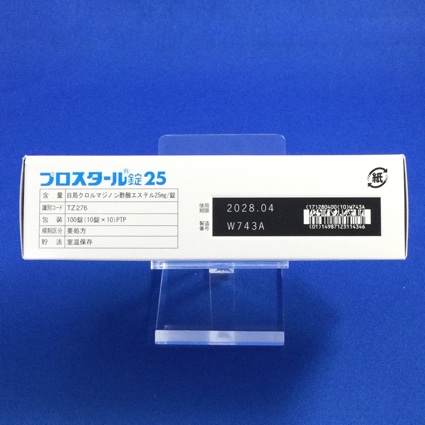 プロスタール®錠25
含量 日局クロルマジノン酢酸エステル25mg/錠
識別コード TZ276
包装 100錠(10錠×10)PTP
規制区分 要処方
貯法 室温保存
使用期限 2028.04
製造番号 W743A
(17)280400(10)W743A
(01)14987123114346
紙